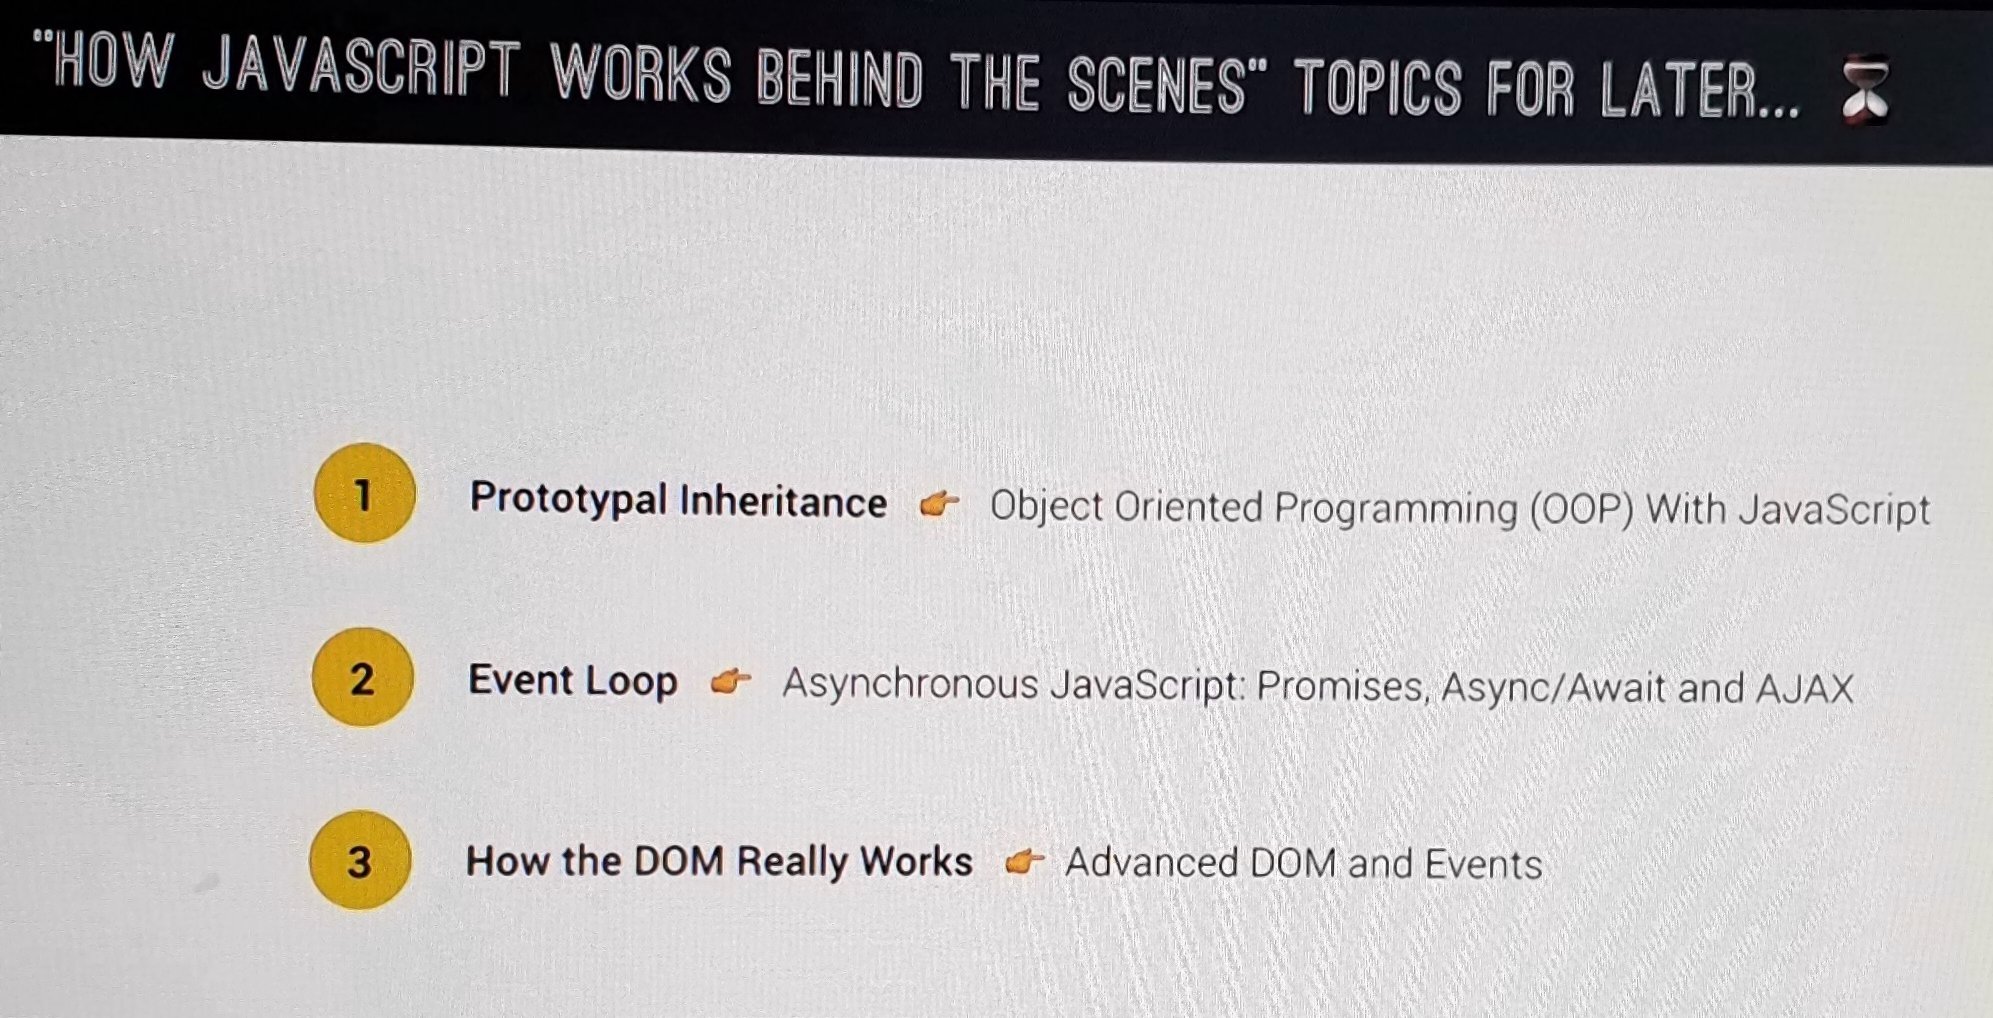 "HOW JAVASCRIPT WORKS BEHIND THE SCENES" TOPICS FOR LATER... ⏳
1 Prototypal Inheritance 👉 Object Oriented Programming (OOP) With JavaScript
2 Event Loop 👉 Asynchronous JavaScript: Promises, Async/Await and AJAX
3 How the DOM Really Works 👉 Advanced DOM and Events